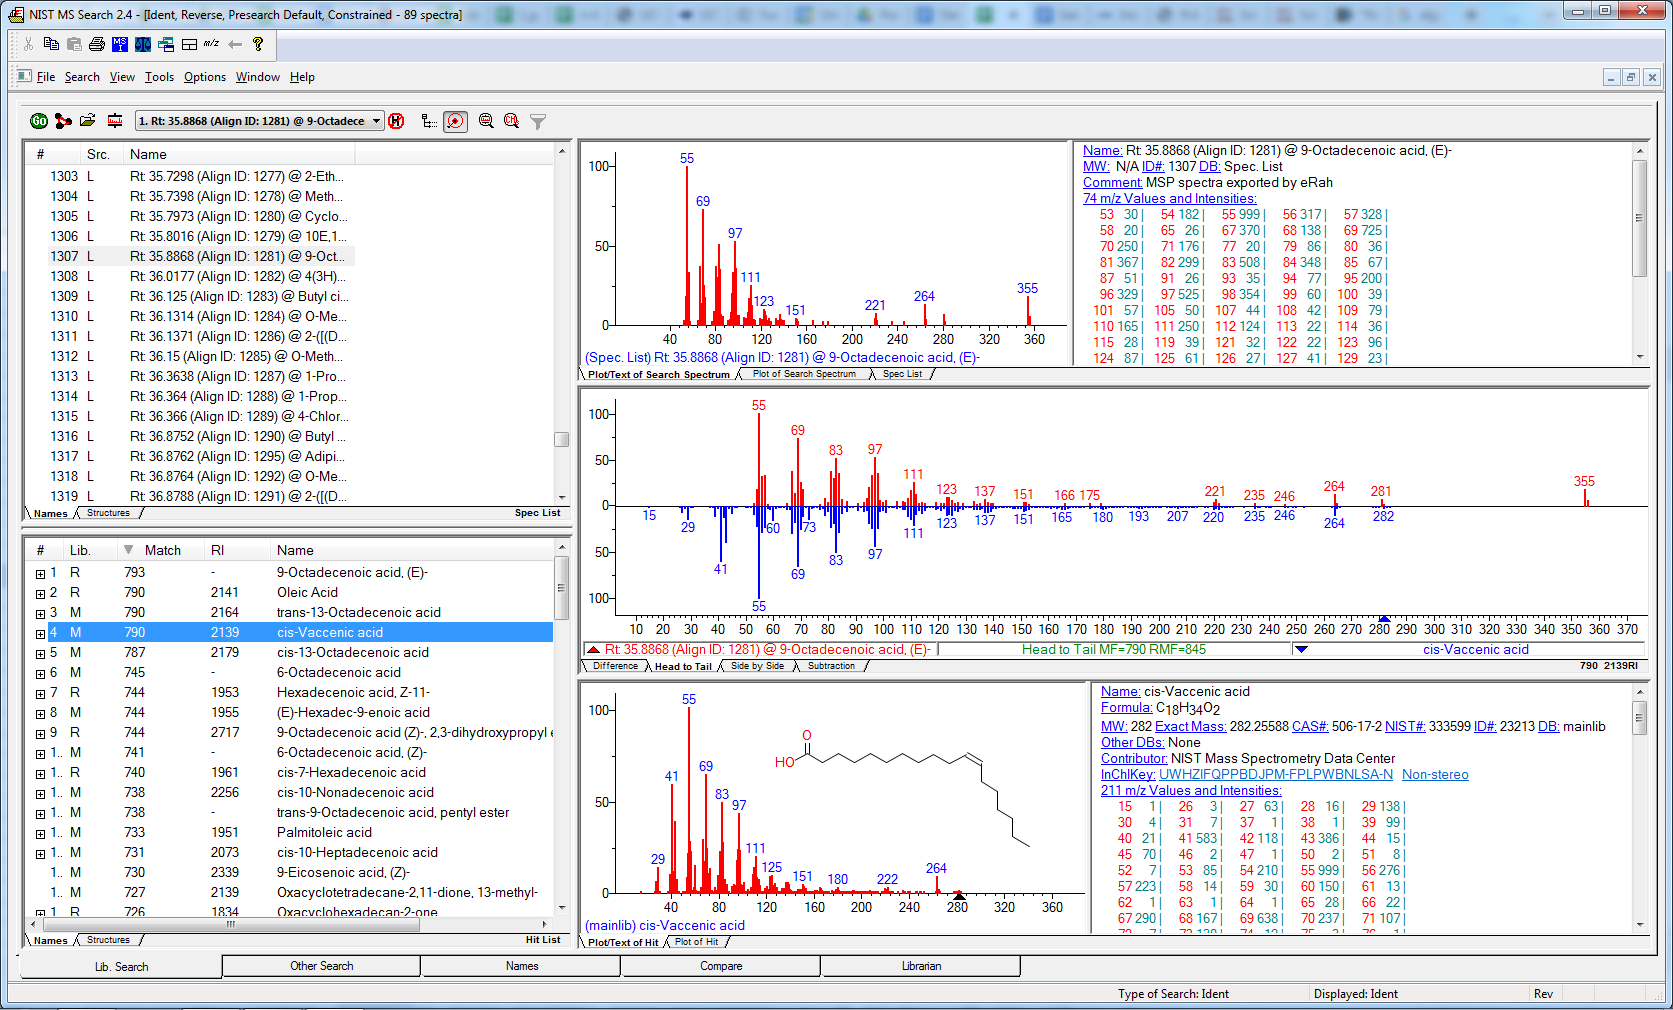 NIST MS Search 2.4 - [Ident, Reverse, Presearch Default, Constrained - 89 spectra]
MS m/z ?
File Search View Tools Options Window Help
GO 1. Rt: 35.8868 (Align ID: 1281) @ 9-Octadece
# Src. Name
1303 L Rt: 35.7298 (Align ID: 1277) @ 2-Eth...
1304 L Rt: 35.7398 (Align ID: 1278) @ Meth...
1305 L Rt: 35.7973 (Align ID: 1280) @ Cyclo...
1306 L Rt: 35.8016 (Align ID: 1279) @ 10E,1...
1307 L Rt: 35.8868 (Align ID: 1281) @ 9-Oct...
1308 L Rt: 36.0177 (Align ID: 1282) @ 4(3H)...
1309 L Rt: 36.125 (Align ID: 1283) @ Butyl ci...
1310 L Rt: 36.1314 (Align ID: 1284) @ O-Me...
1311 L Rt: 36.1371 (Align ID: 1286) @ 2-([(D...
1312 L Rt: 36.15 (Align ID: 1285) @ O-Meth...
1313 L Rt: 36.3638 (Align ID: 1287) @ 1-Pro...
1314 L Rt: 36.364 (Align ID: 1288) @ 1-Prop...
1315 L Rt: 36.366 (Align ID: 1289) @ 4-Chlor...
1316 L Rt: 36.8752 (Align ID: 1290) @ Butyl ...
1317 L Rt: 36.8762 (Align ID: 1295) @ Adipi...
1318 L Rt: 36.8764 (Align ID: 1292) @ O-Me...
1319 L Rt: 36.8788 (Align ID: 1291) @ 2-([(D...
Names Structures Spec List
# Lib. Match RI Name
1 R 793 - 9-Octadecenoic acid, (E)-
2 R 790 2141 Oleic Acid
3 M 790 2164 trans-13-Octadecenoic acid
4 M 790 2139 cis-Vaccenic acid
5 M 787 2179 cis-13-Octadecenoic acid
6 M 745 - 6-Octadecenoic acid
7 R 744 1953 Hexadecenoic acid, Z-11-
8 M 744 1955 (E)-Hexadec-9-enoic acid
9 R 744 2717 9-Octadecenoic acid (Z)-, 2,3-dihydroxypropyl e
1.. M 741 - 6-Octadecenoic acid, (Z)-
1.. R 740 1961 cis-7-Hexadecenoic acid
1.. M 738 2256 cis-10-Nonadecenoic acid
1.. M 738 - trans-9-Octadecenoic acid, pentyl ester
1.. M 733 1951 Palmitoleic acid
1.. M 731 2073 cis-10-Heptadecenoic acid
1.. M 730 2339 9-Eicosenoic acid, (Z)-
1.. M 727 2139 Oxacyclotetradecane-2,11-dione, 13-methyl-
1.. R 726 1834 Oxacyclohexadecan-2-one
Names Structures Hit List
100 50 0
55 69 97 111 123 151 221 264 355
40 80 120 160 200 240 280 320 360
(Spec. List) Rt: 35.8868 (Align ID: 1281) @ 9-Octadecenoic acid, (E)-
Plot/Text of Search Spectrum Plot of Search Spectrum Spec List
Name: Rt: 35.8868 (Align ID: 1281) @ 9-Octadecenoic acid, (E)-
MW: N/A ID#: 1307 DB: Spec. List
Comment: MSP spectra exported by eRah
74 m/z Values and Intensities:
53 30| 54 182| 55 999| 56 317| 57 328|
58 20| 65 26| 67 370| 68 138| 69 725|
70 250| 71 176| 77 20| 79 86| 80 36|
81 367| 82 299| 83 508| 84 348| 85 67|
87 51| 91 26| 93 35| 94 77| 95 200|
96 329| 97 525| 98 354| 99 60| 100 39|
101 57| 105 50| 107 44| 108 42| 109 79|
110 165| 111 250| 112 124| 113 22| 114 36|
115 28| 119 39| 121 32| 122 22| 123 96|
124 87| 125 61| 126 27| 127 41| 129 23|
100 50 0 50 100
55 69 83 97 111 123 137 151 166 175 221 235 246 264 281 355
15 29 41 55 60 69 73 83 97 111 123 137 151 165 180 193 207 220 235 246 264 282
10 20 30 40 50 60 70 80 90 100 110 120 130 140 150 160 170 180 190 200 210 220 230 240 250 260 270 280 290 300 310 320 330 340 350 360 370
Rt: 35.8868 (Align ID: 1281) @ 9-Octadecenoic acid, (E)- Head to Tail MF=790 RMF=845 cis-Vaccenic acid
Difference Head to Tail Side by Side Subtraction 790 2139RI
100 50 0
29 41 55 69 83 97 111 125 151 180 222 264
O HO
40 80 120 160 200 240 280 320 360
(mainlib) cis-Vaccenic acid
Plot/Text of Hit Plot of Hit
Name: cis-Vaccenic acid
Formula: C18H34O2
MW: 282 Exact Mass: 282.25588 CAS#: 506-17-2 NIST#: 333599 ID#: 23213 DB: mainlib
Other DBs: None
Contributor: NIST Mass Spectrometry Data Center
InChIKey: UWHZIFQPPBDJPM-FPLPWBNLSA-N Non-stereo
211 m/z Values and Intensities:
15 1| 26 3| 27 63| 28 16| 29 138|
30 4| 31 7| 37 1| 38 1| 39 99|
40 21| 41 583| 42 118| 43 386| 44 15|
45 70| 46 2| 47 1| 50 2| 51 8|
52 7| 53 85| 54 210| 55 999| 56 276|
57 223| 58 14| 59 30| 60 150| 61 13|
62 1| 63 1| 64 1| 65 28| 66 22|
67 290| 68 167| 69 638| 70 237| 71 107|
Lib. Search Other Search Names Compare Librarian
Type of Search: Ident Displayed: Ident Rev